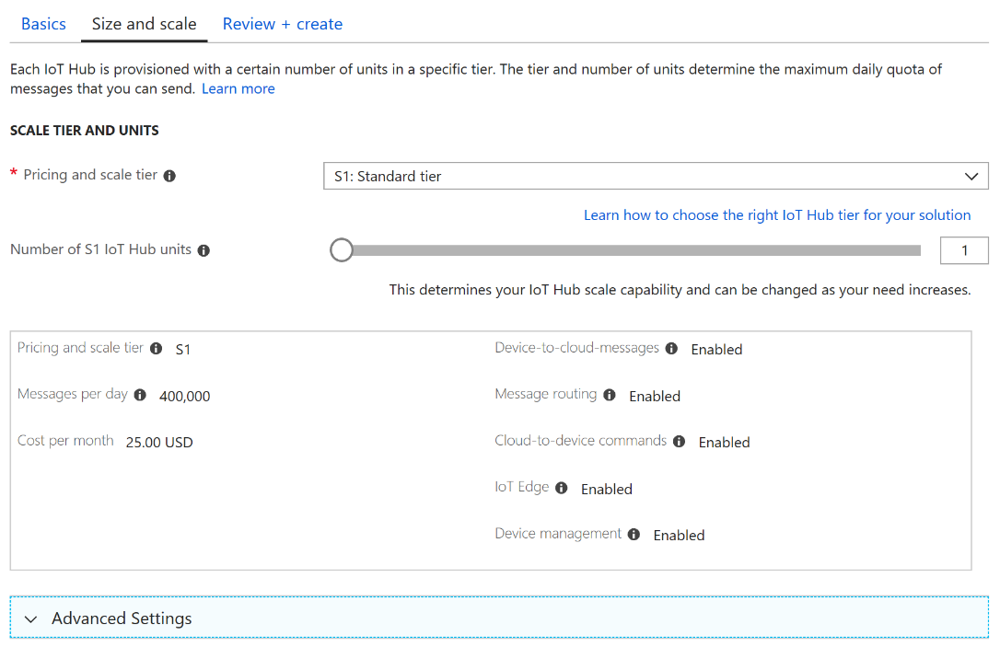 Basics Size and scale Review + create
Each IoT Hub is provisioned with a certain number of units in a specific tier. The tier and number of units determine the maximum daily quota of
messages that you can send. Learn more
SCALE TIER AND UNITS
* Pricing and scale tier S1: Standard tier
Learn how to choose the right IoT Hub tier for your solution
Number of S1 IoT Hub units 1
This determines your IoT Hub scale capability and can be changed as your need increases.
Pricing and scale tier S1 Device-to-cloud-messages Enabled
Messages per day 400,000 Message routing Enabled
Cost per month 25.00 USD Cloud-to-device commands Enabled
IoT Edge Enabled
Device management Enabled
Advanced Settings